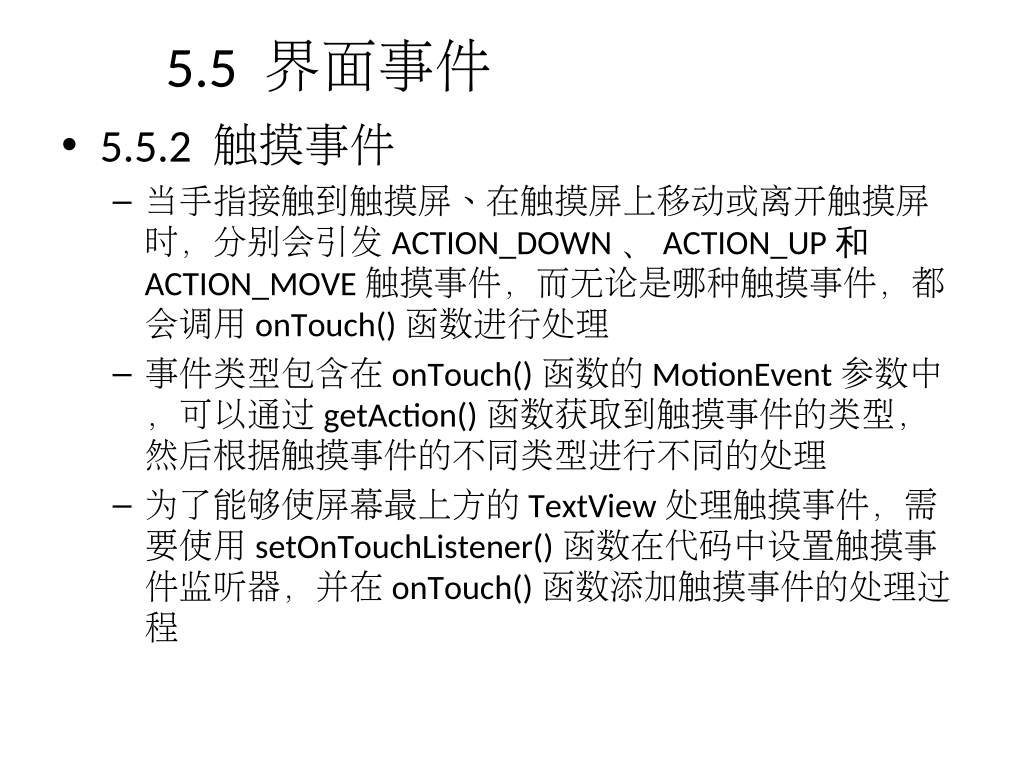 5.5 界面事件
• 5.5.2 触摸事件
– 当手指接触到触摸屏、在触摸屏上移动或离开触摸屏
时，分别会引发 ACTION_DOWN 、 ACTION_UP 和
ACTION_MOVE 触摸事件，而无论是哪种触摸事件，都
会调用 onTouch() 函数进行处理
– 事件类型包含在 onTouch() 函数的 MotionEvent 参数中
，可以通过 getAction() 函数获取到触摸事件的类型，
然后根据触摸事件的不同类型进行不同的处理
– 为了能够使屏幕最上方的 TextView 处理触摸事件，需
要使用 setOnTouchListener() 函数在代码中设置触摸事
件监听器，并在 onTouch() 函数添加触摸事件的处理过
程